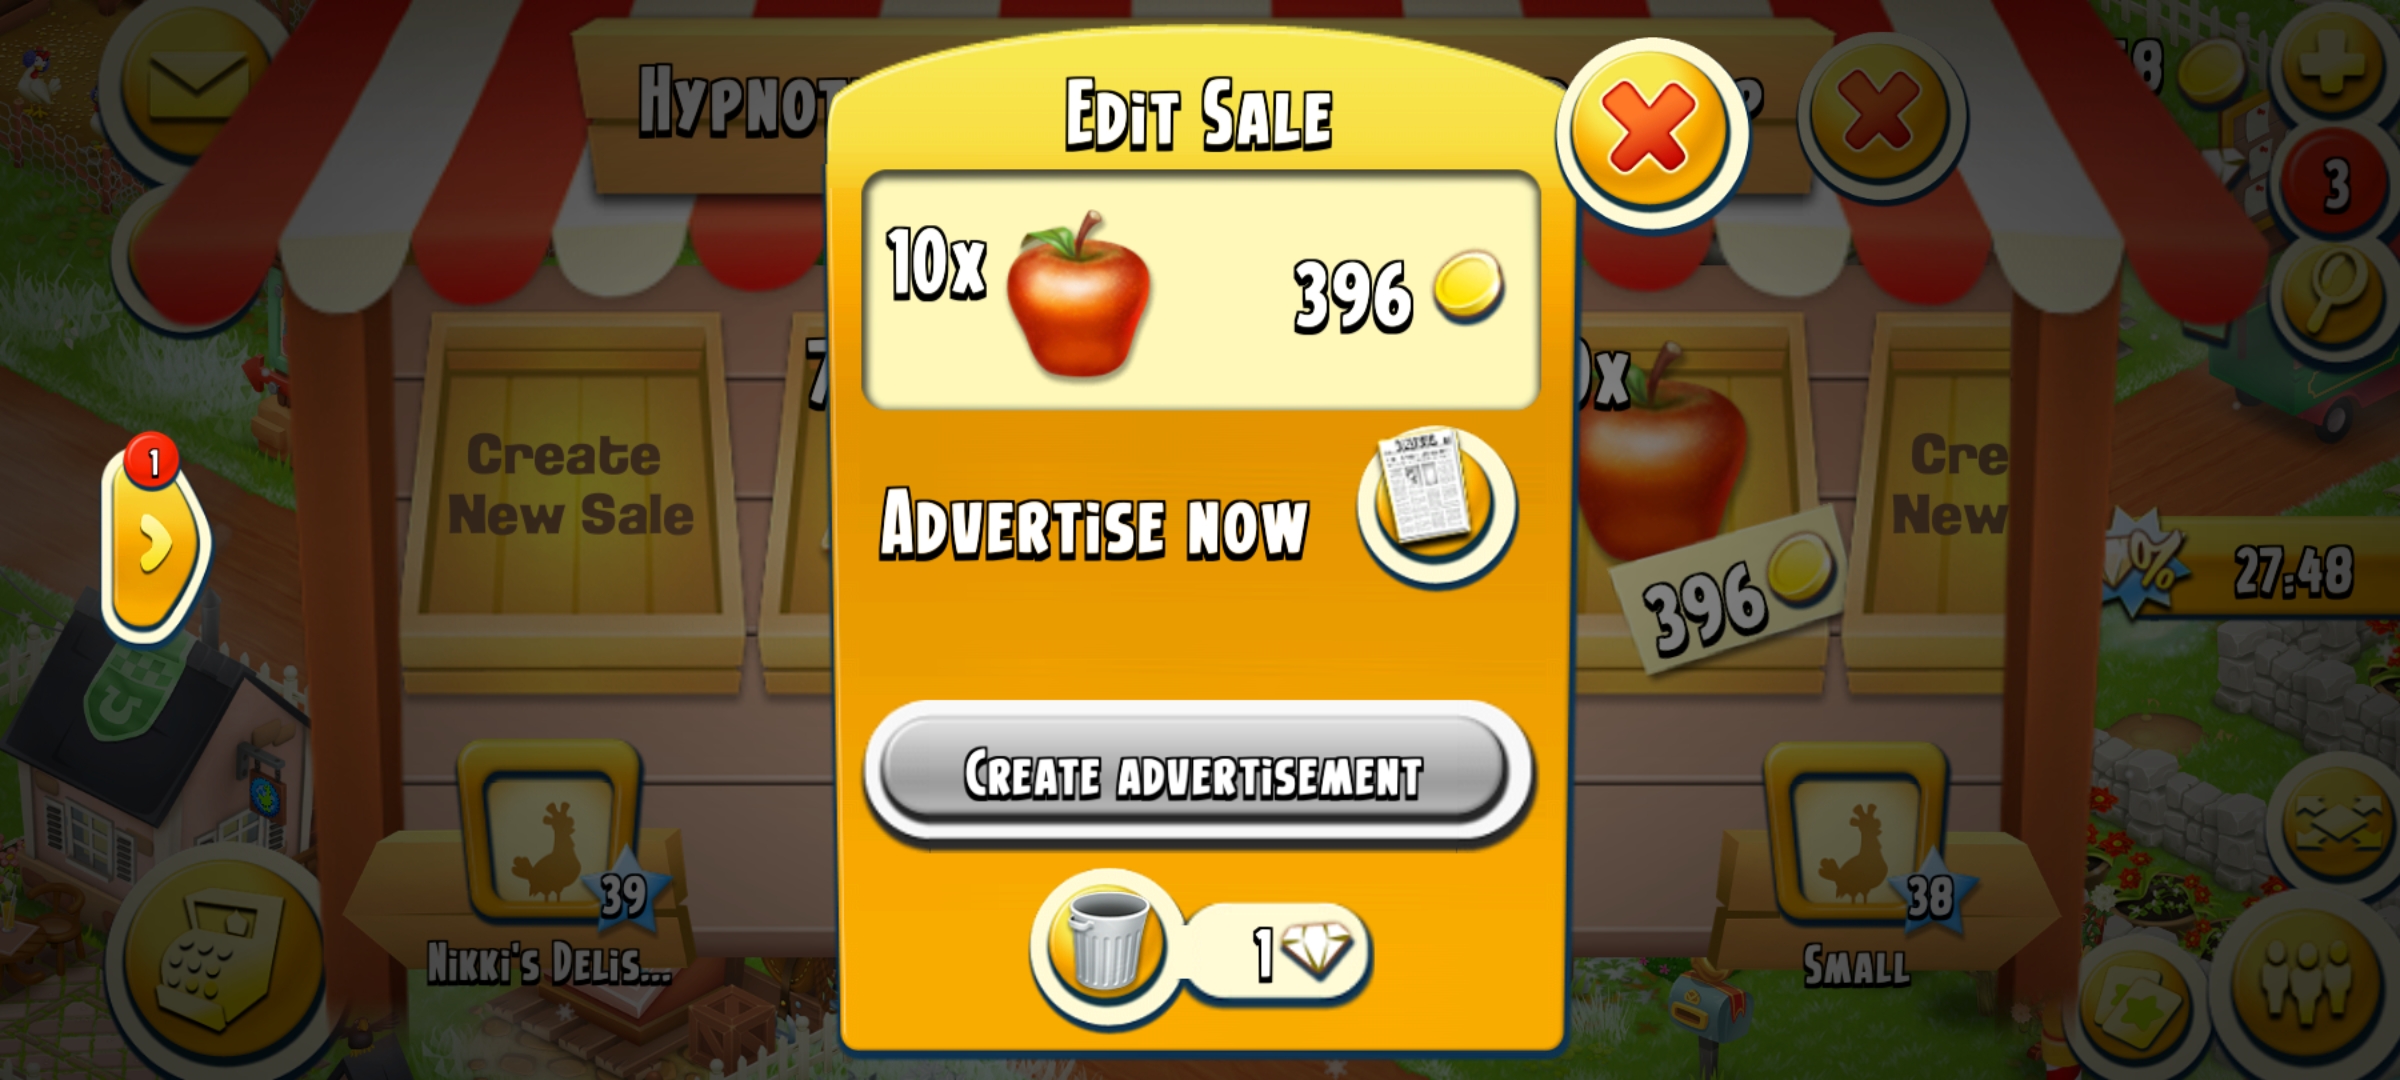 Hypnot
Edit Sale
3
10x
396
Create
New Sale
Cre
New
1
Advertise now
396
27:48
Create advertisement
39
38
1
Nikki's Delis...
Small